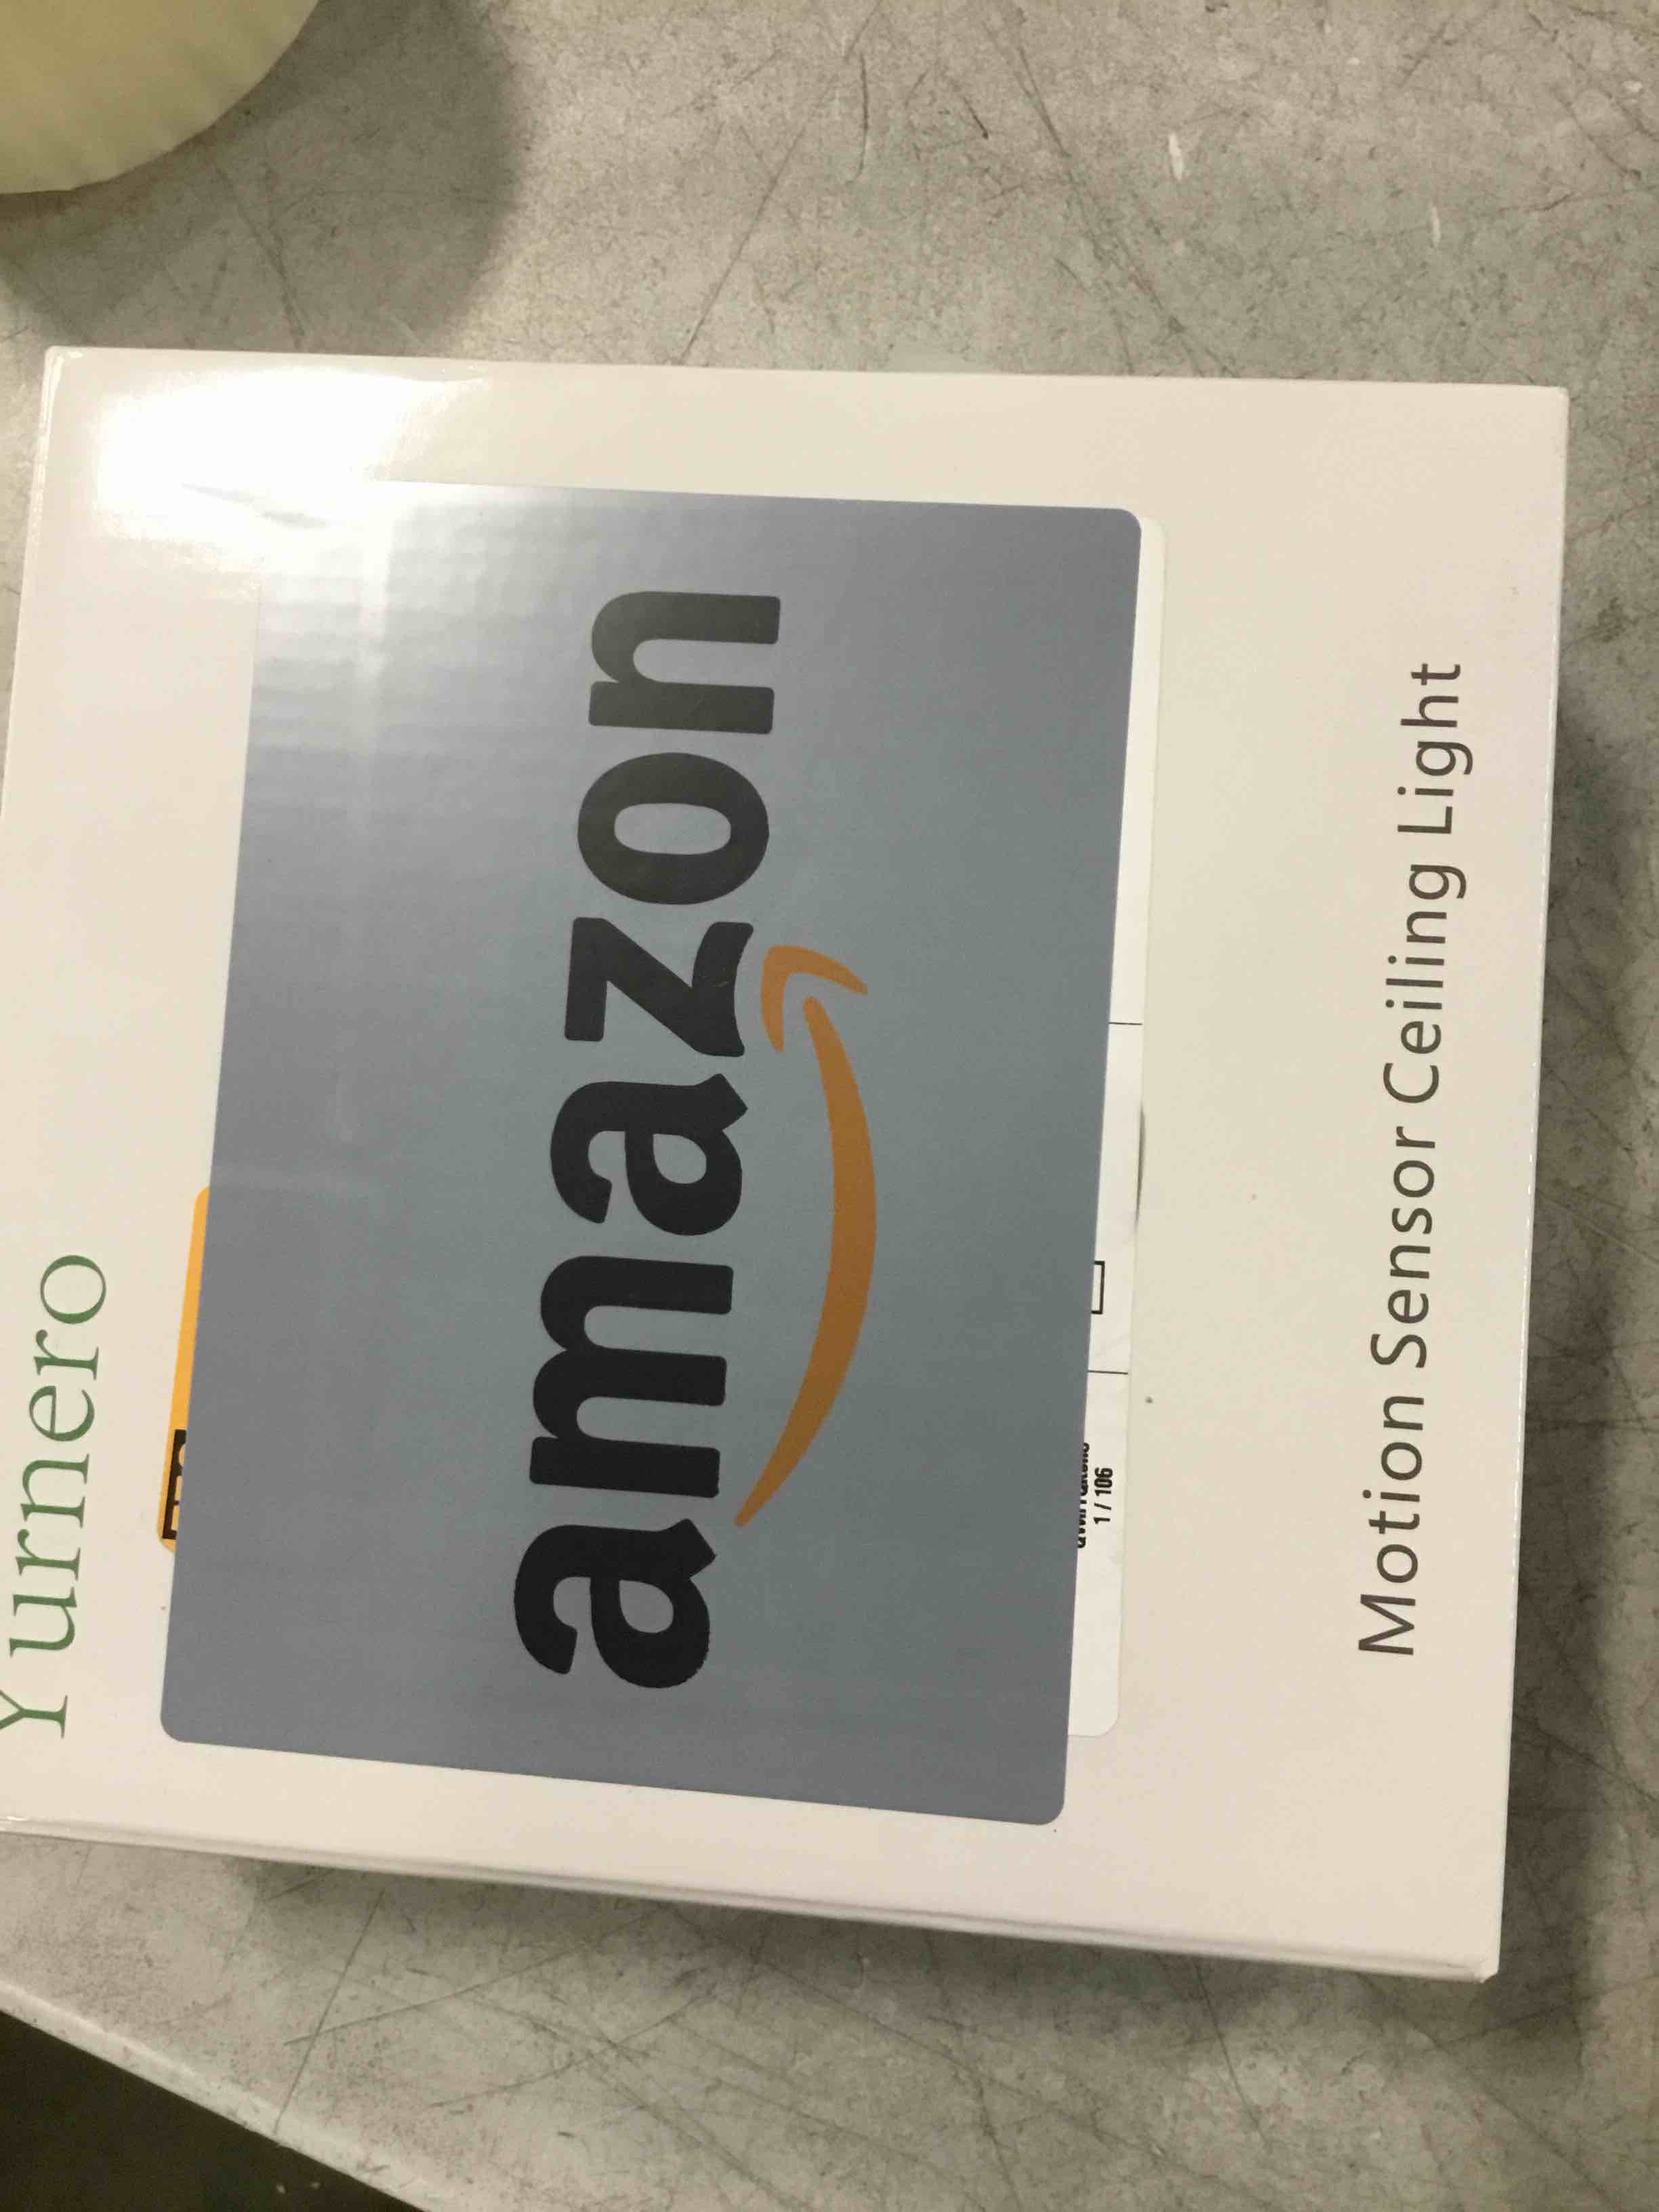 Yurnero
amazon
1 / 106
Motion Sensor Ceiling Light